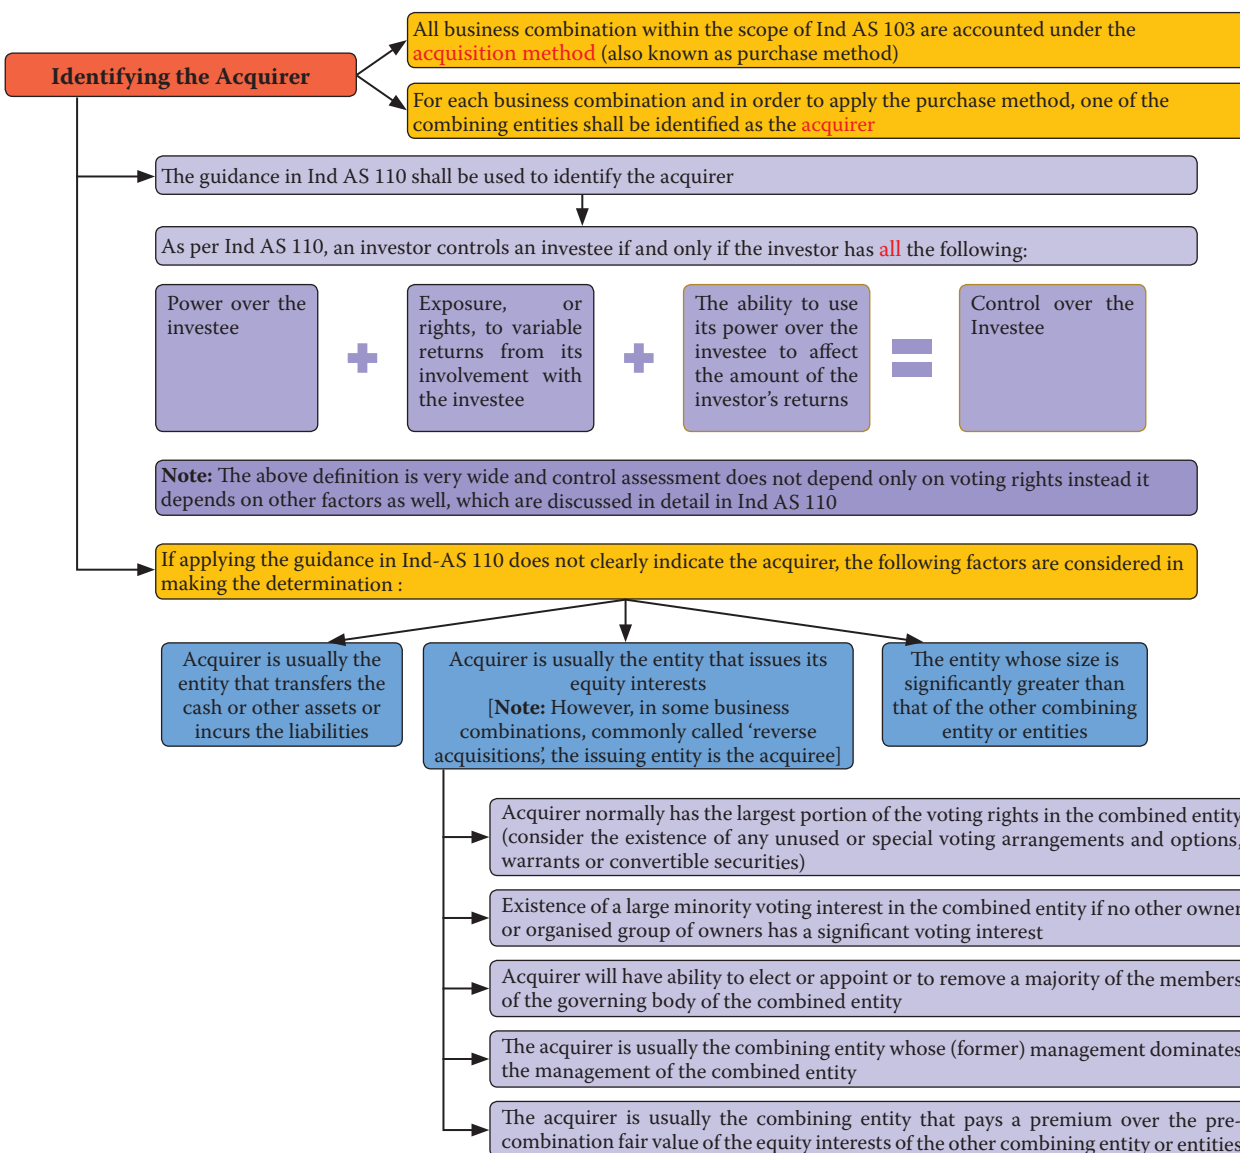 All business combination within the scope of Ind AS 103 are accounted under the
acquisition method (also known as purchase method)
Identifying the Acquirer
For each business combination and in order to apply the purchase method, one of the
combining entities shall be identified as the acquirer
The guidance in Ind AS 110 shall be used to identify the acquirer
As per Ind AS 110, an investor controls an investee if and only if the investor has all the following:
Power over the
investee
Exposure, or
rights, to variable
returns from its
involvement with
the investee
The ability to use
its power over the
investee to affect
the amount of the
investor's returns
Control over the
Investee
Note: The above definition is very wide and control assessment does not depend only on voting rights instead it
depends on other factors as well, which are discussed in detail in Ind AS 110
If applying the guidance in Ind-AS 110 does not clearly indicate the acquirer, the following factors are considered in
making the determination :
Acquirer is usually the
entity that transfers the
cash or other assets or
incurs the liabilities
Acquirer is usually the entity that issues its
equity interests
[Note: However, in some business
combinations, commonly called ‘reverse
acquisitions’, the issuing entity is the acquiree]
The entity whose size is
significantly greater than
that of the other combining
entity or entities
Acquirer normally has the largest portion of the voting rights in the combined entity
(consider the existence of any unused or special voting arrangements and options,
warrants or convertible securities)
Existence of a large minority voting interest in the combined entity if no other owner
or organised group of owners has a significant voting interest
Acquirer will have ability to elect or appoint or to remove a majority of the members
of the governing body of the combined entity
The acquirer is usually the combining entity whose (former) management dominates
the management of the combined entity
The acquirer is usually the combining entity that pays a premium over the pre-
combination fair value of the equity interests of the other combining entity or entities